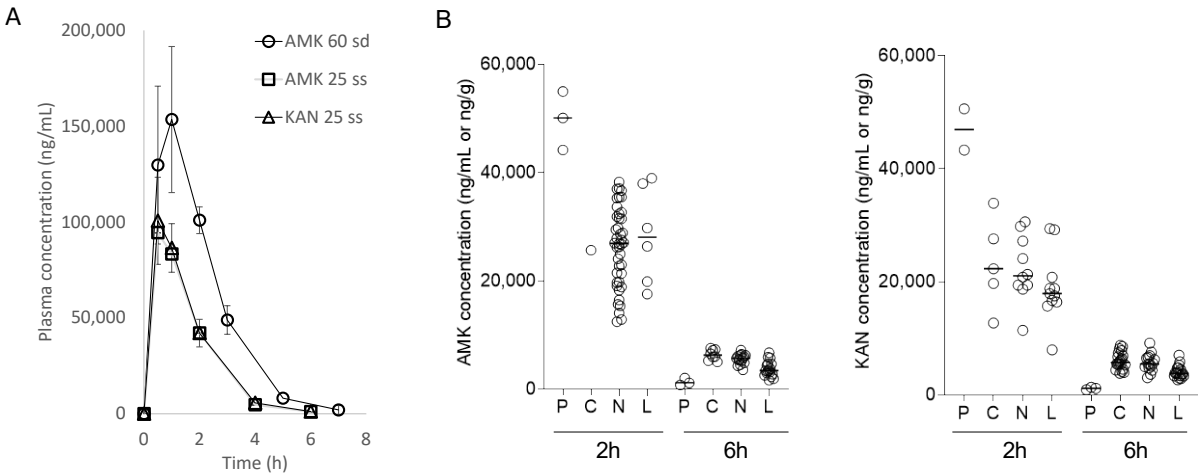 A
200,000
150,000
100,000
50,000
0
Plasma concentration (ng/mL)
0 2 4 6 8
Time (h)
AMK 60 sd
AMK 25 ss
KAN 25 ss
B
60,000
40,000
20,000
0
AMK concentration (ng/mL or ng/g)
P C N L P C N L
2h 6h
60,000
40,000
20,000
0
KAN concentration (ng/mL or ng/g)
P C N L P C N L
2h 6h